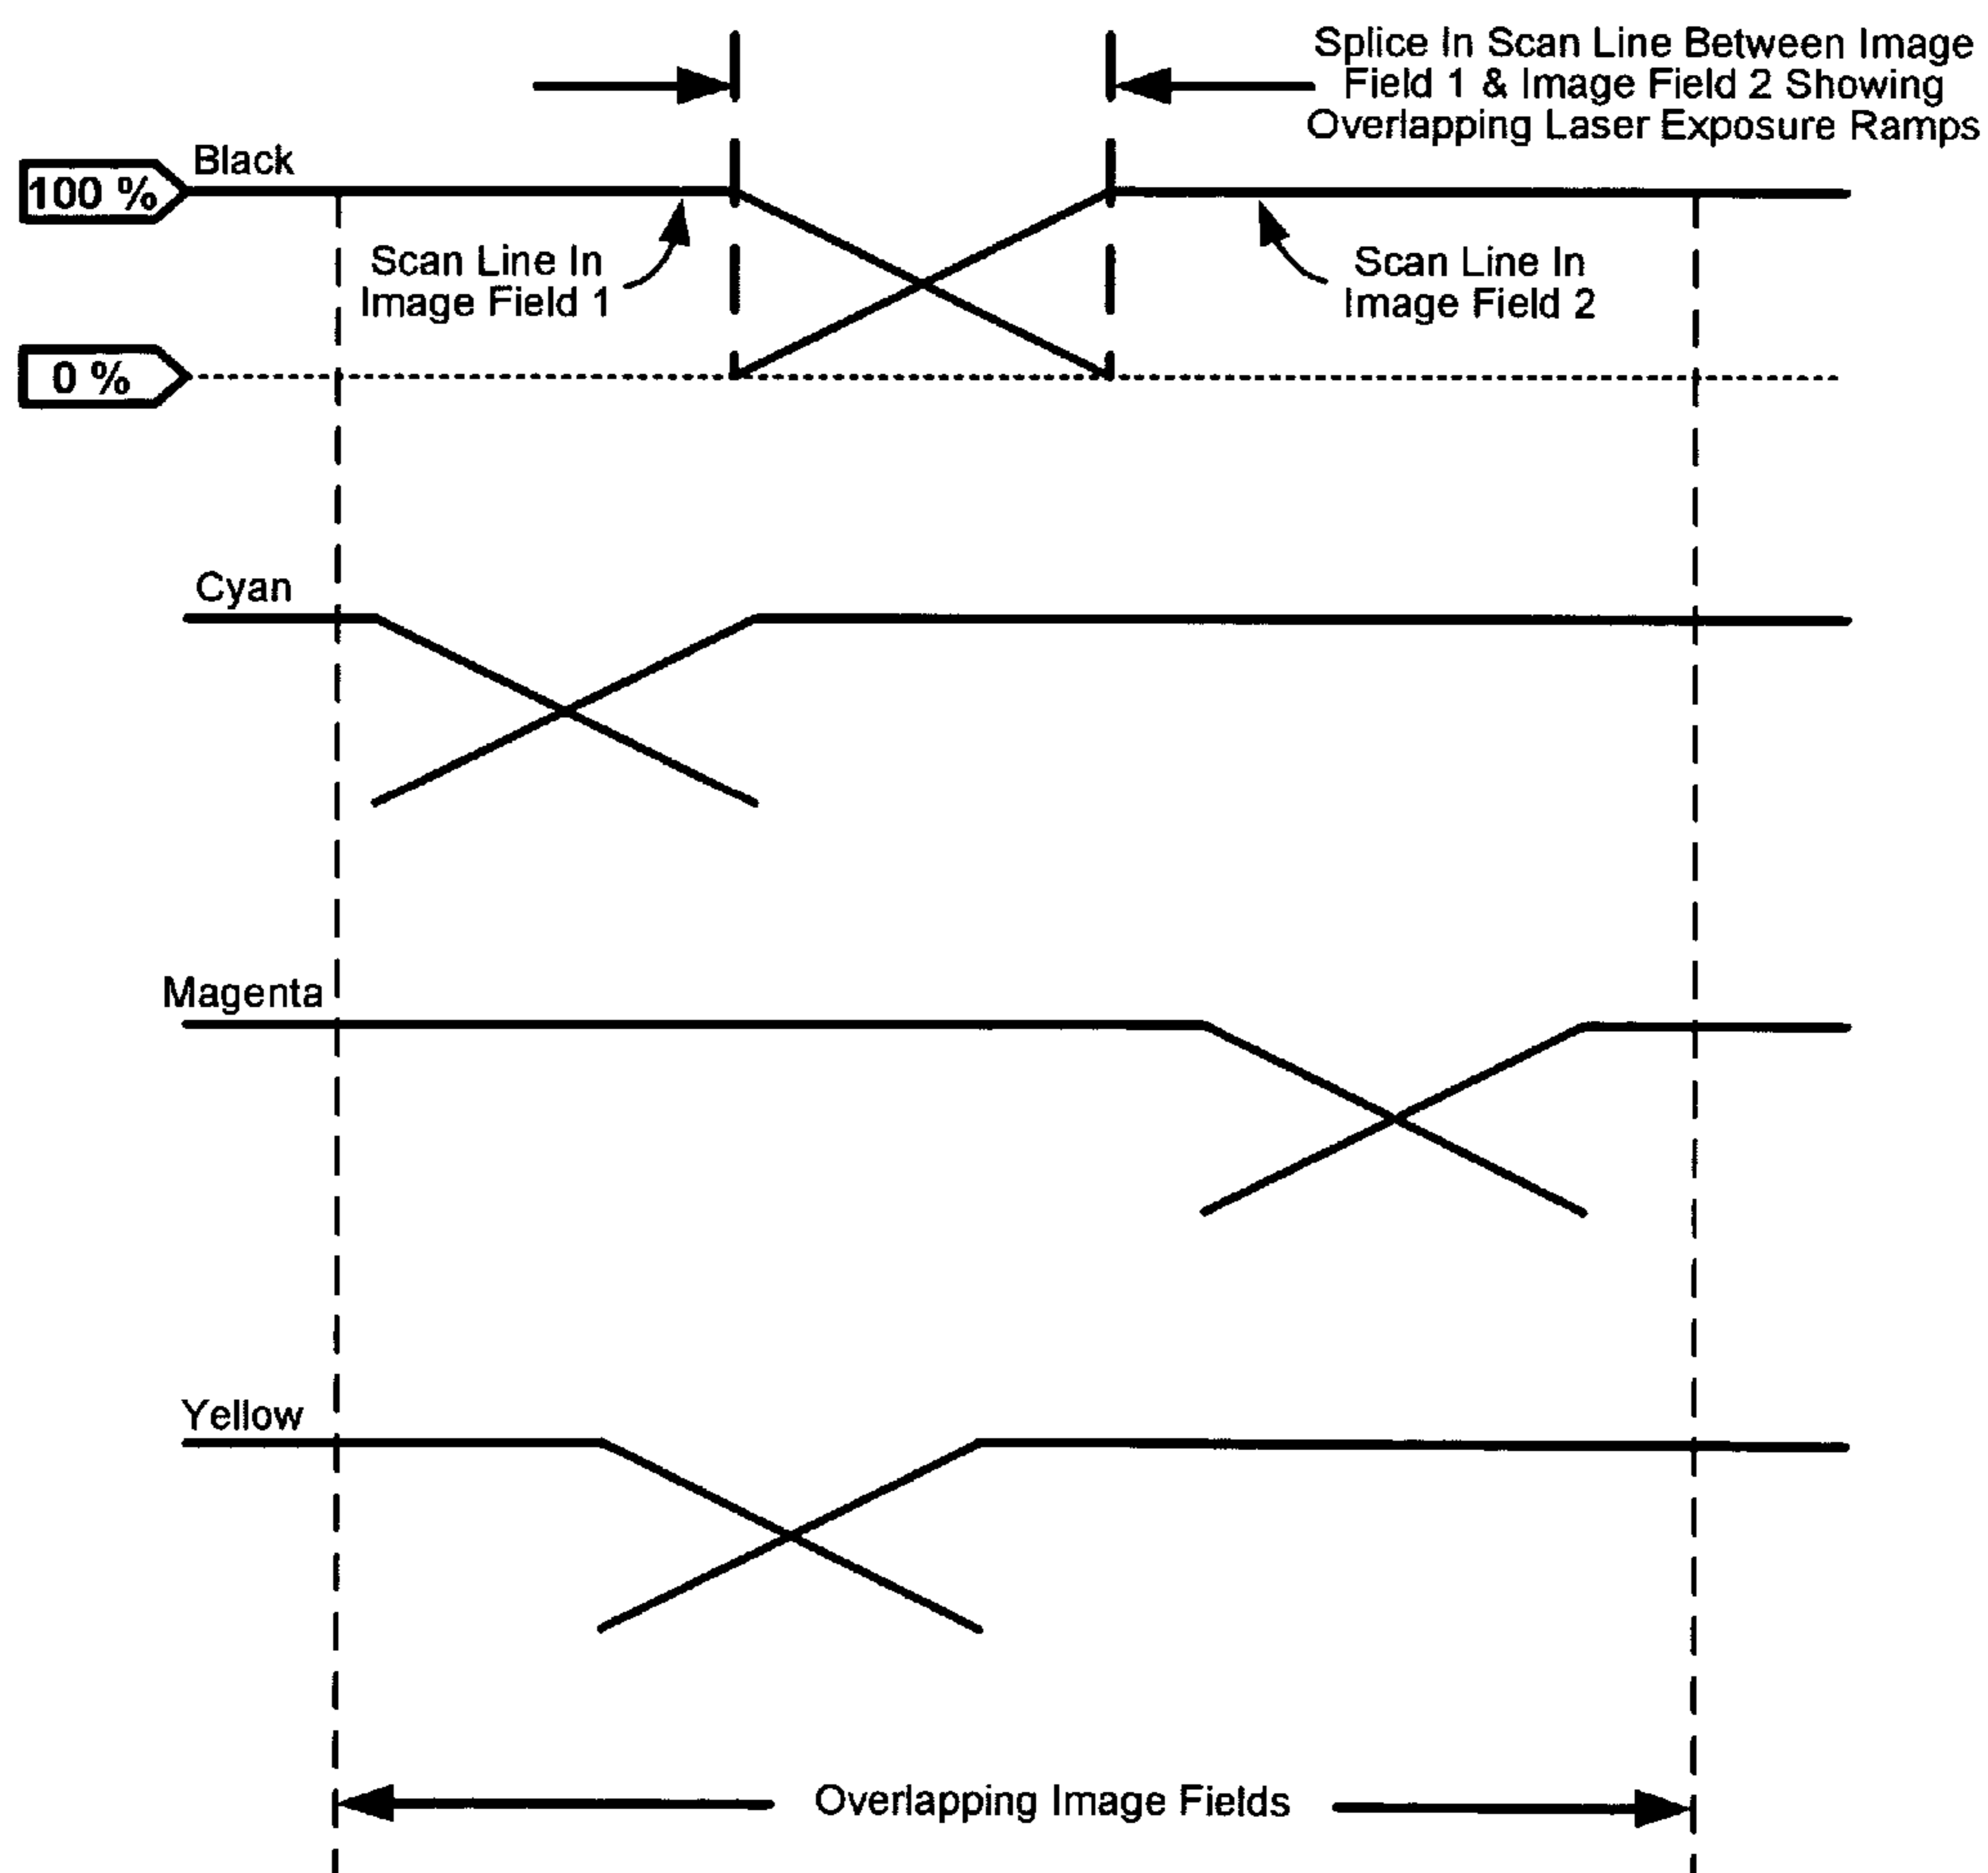 Splice In Scan Line Between Image
Field 1 & Image Field 2 Showing
Overlapping Laser Exposure Ramps
Black
100 %
Scan Line In
Image Field 1
Scan Line In
Image Field 2
0 %
Cyan
Magenta
Yellow
Overlapping Image Fields